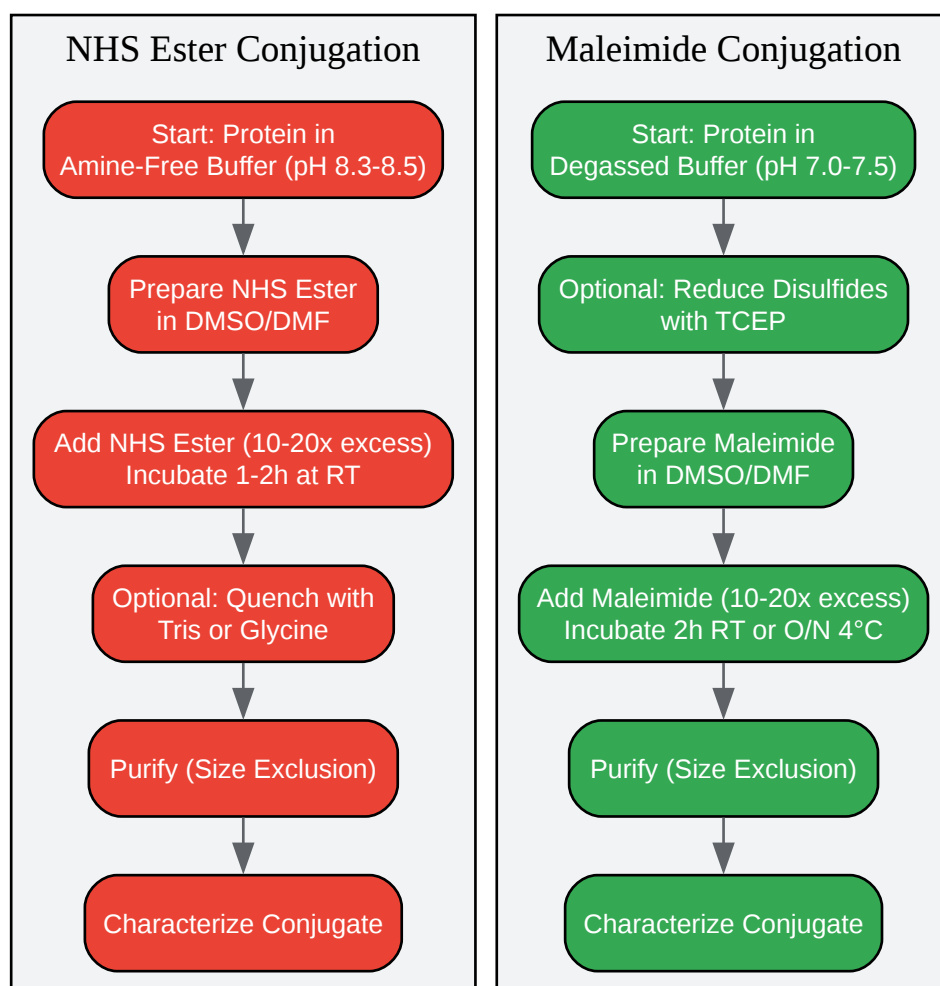 NHS Ester Conjugation
Start: Protein in
Amine-Free Buffer (pH 8.3-8.5)
Prepare NHS Ester
in DMSO/DMF
Add NHS Ester (10-20x excess)
Incubate 1-2h at RT
Optional: Quench with
Tris or Glycine
Purify (Size Exclusion)
Characterize Conjugate
Maleimide Conjugation
Start: Protein in
Degassed Buffer (pH 7.0-7.5)
Optional: Reduce Disulfides
with TCEP
Prepare Maleimide
in DMSO/DMF
Add Maleimide (10-20x excess)
Incubate 2h RT or O/N 4°C
Purify (Size Exclusion)
Characterize Conjugate